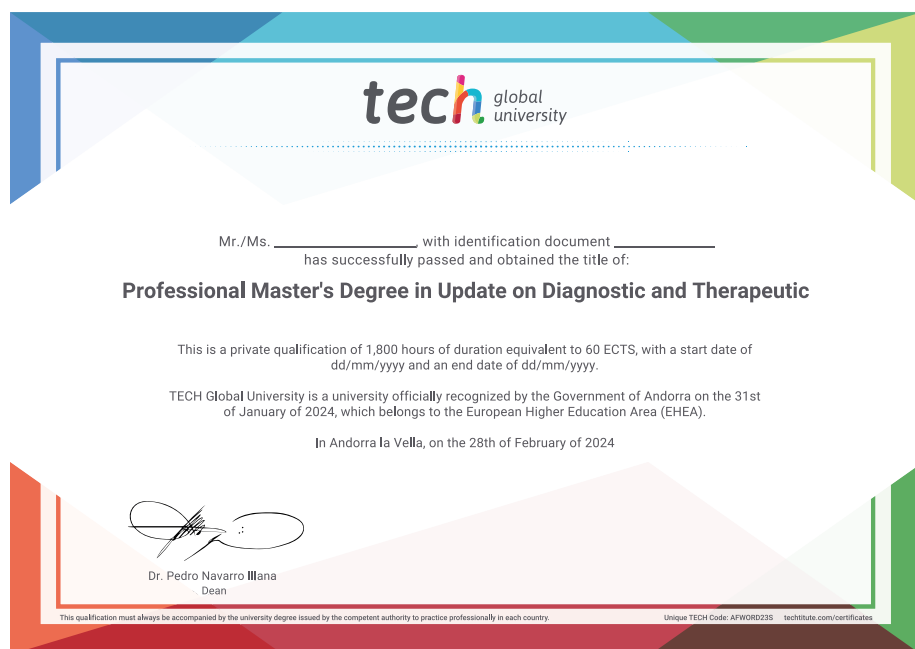 tech global university
Mr./Ms. ________________, with identification document ____________
has successfully passed and obtained the title of:
Professional Master's Degree in Update on Diagnostic and Therapeutic
This is a private qualification of 1,800 hours of duration equivalent to 60 ECTS, with a start date of
dd/mm/yyyy and an end date of dd/mm/yyyy.
TECH Global University is a university officially recognized by the Government of Andorra on the 31st
of January of 2024, which belongs to the European Higher Education Area (EHEA).
In Andorra la Vella, on the 28th of February of 2024
Dr. Pedro Navarro Illana
Dean
This qualification must always be accompanied by the university degree issued by the competent authority to practice professionally in each country.
Unique TECH Code: AFWORD23S techtitute.com/certificates